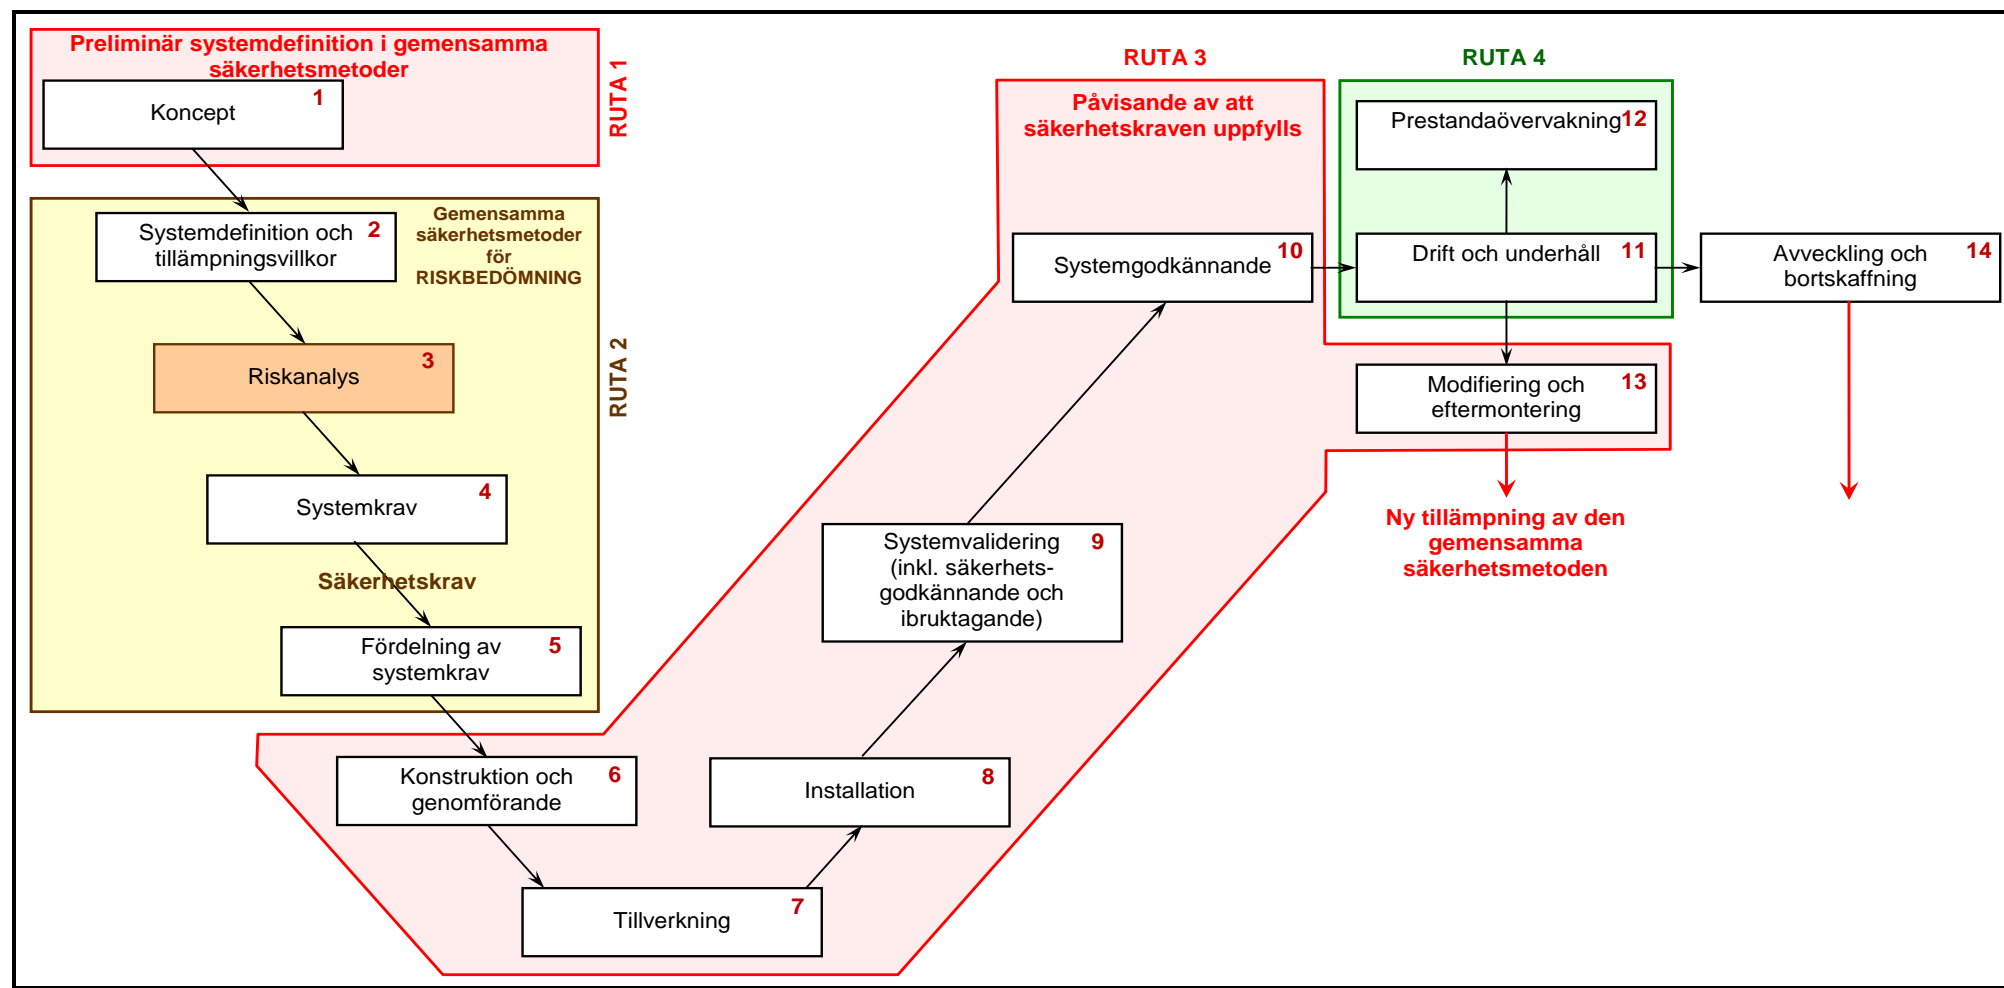 Preliminär systemdefinition i gemensamma
säkerhetsmetoder
RUTA 1
Koncept
1
Systemdefinition och
tillämpningsvillkor
2
Gemensamma
säkerhetsmetoder
för
RISKBEDÖMNING
RUTA 2
Riskanalys
3
Systemkrav
4
Säkerhetskrav
Fördelning av
systemkrav
5
Konstruktion och
genomförande
6
Tillverkning
7
Installation
8
Systemvalidering
(inkl. säkerhets-
godkännande och
ibruktagande)
9
RUTA 3
Påvisande av att
säkerhetskraven uppfylls
Systemgodkännande
10
RUTA 4
Prestandaövervakning
12
Drift och underhåll
11
Modifiering och
eftermontering
13
Ny tillämpning av den
gemensamma
säkerhetsmetoden
Avveckling och
bortskaffning
14